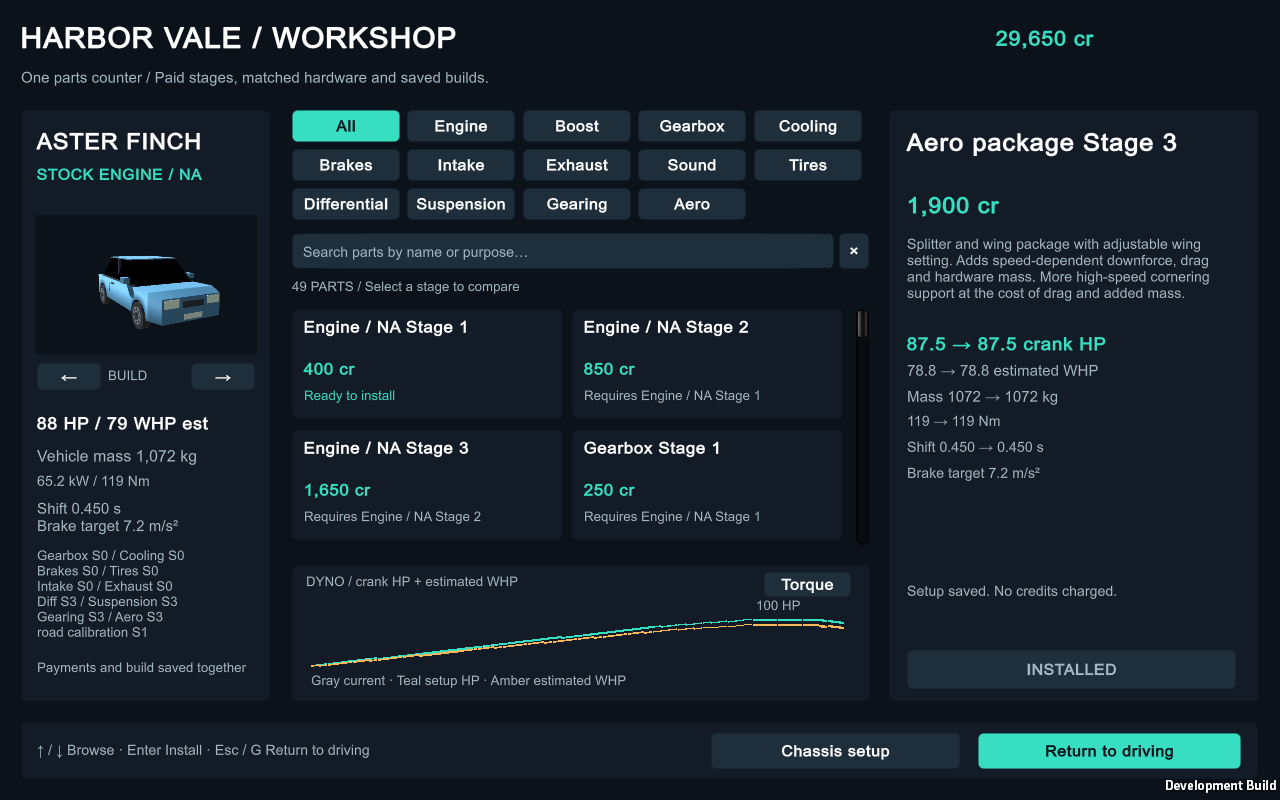 HARBOR VALE / WORKSHOP
29,650 cr
One parts counter / Paid stages, matched hardware and saved builds.
ASTER FINCH
STOCK ENGINE / NA
← BUILD →
88 HP / 79 WHP est
Vehicle mass 1,072 kg
65.2 kW / 119 Nm
Shift 0.450 s
Brake target 7.2 m/s²
Gearbox S0 / Cooling S0
Brakes S0 / Tires S0
Intake S0 / Exhaust S0
Diff S3 / Suspension S3
Gearing S3 / Aero S3
road calibration S1
Payments and build saved together
All Engine Boost Gearbox Cooling
Brakes Intake Exhaust Sound Tires
Differential Suspension Gearing Aero
Search parts by name or purpose… ×
49 PARTS / Select a stage to compare
Engine / NA Stage 1
400 cr
Ready to install
Engine / NA Stage 2
850 cr
Requires Engine / NA Stage 1
Engine / NA Stage 3
1,650 cr
Requires Engine / NA Stage 2
Gearbox Stage 1
250 cr
Requires Engine / NA Stage 1
DYNO / crank HP + estimated WHP
Torque
100 HP
Gray current · Teal setup HP · Amber estimated WHP
Aero package Stage 3
1,900 cr
Splitter and wing package with adjustable wing
setting. Adds speed-dependent downforce, drag
and hardware mass. More high-speed cornering
support at the cost of drag and added mass.
87.5 → 87.5 crank HP
78.8 → 78.8 estimated WHP
Mass 1072 → 1072 kg
119 → 119 Nm
Shift 0.450 → 0.450 s
Brake target 7.2 m/s²
Setup saved. No credits charged.
INSTALLED
↑ / ↓ Browse · Enter Install · Esc / G Return to driving
Chassis setup
Return to driving
Development Build